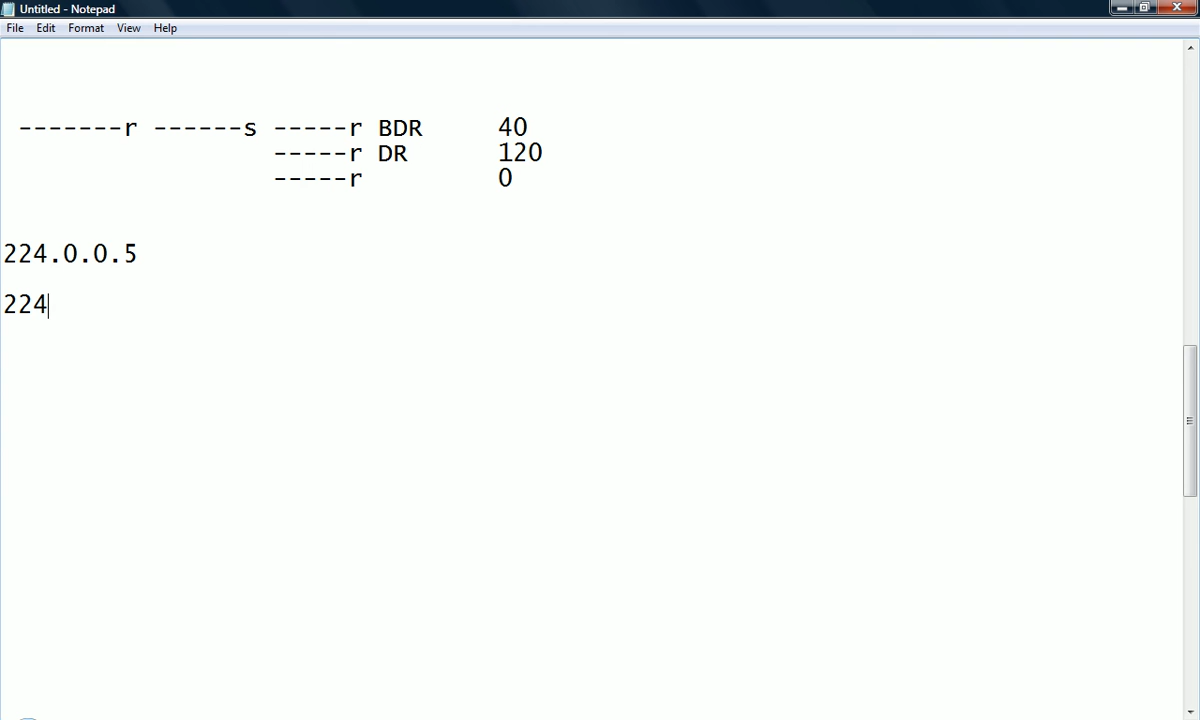 Untitled - Notepad
File Edit Format View Help
-------r ------s -----r BDR 40
-----r DR 120
-----r 0
224.0.0.5
224